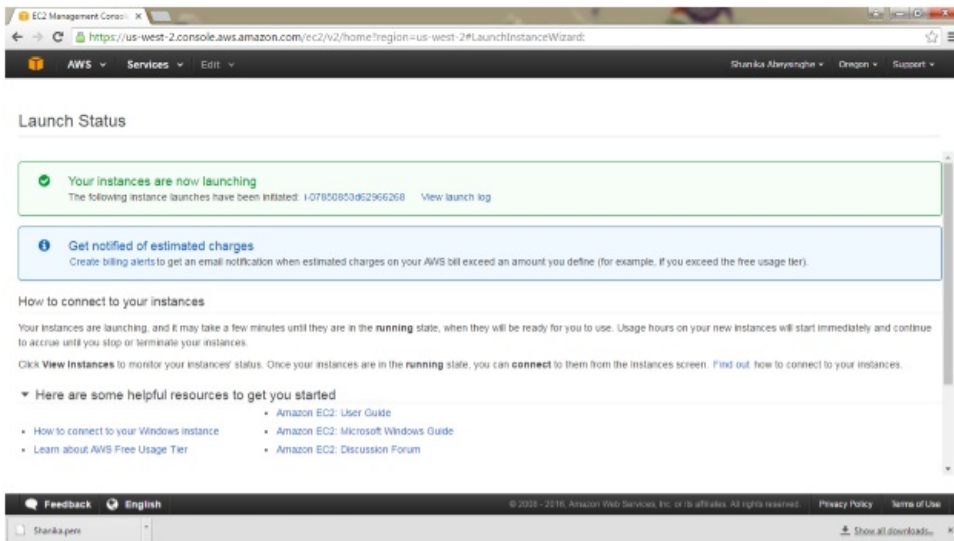 EC2 Management Consol
https://us-west-2.console.aws.amazon.com/ec2/v2/home?region=us-west-2#LaunchInstanceWizard:
AWS Services Edit Shanika Abeysinghe Oregon Support
Launch Status
Your instances are now launching
The following instance launches have been initiated: i-07850853d62966268 View launch log
Get notified of estimated charges
Create billing alerts to get an email notification when estimated charges on your AWS bill exceed an amount you define (for example, if you exceed the free usage tier).
How to connect to your instances
Your instances are launching, and it may take a few minutes until they are in the running state, when they will be ready for you to use. Usage hours on your new instances will start immediately and continue
to accrue until you stop or terminate your instances.
Click View Instances to monitor your instances' status. Once your instances are in the running state, you can connect to them from the Instances screen. Find out how to connect to your instances.
Here are some helpful resources to get you started
Amazon EC2: User Guide
How to connect to your Windows instance Amazon EC2: Microsoft Windows Guide
Learn about AWS Free Usage Tier Amazon EC2: Discussion Forum
Feedback English © 2008 - 2016, Amazon Web Services, Inc. or its affiliates. All rights reserved. Privacy Policy Terms of Use
Shanika.pem Show all downloads...